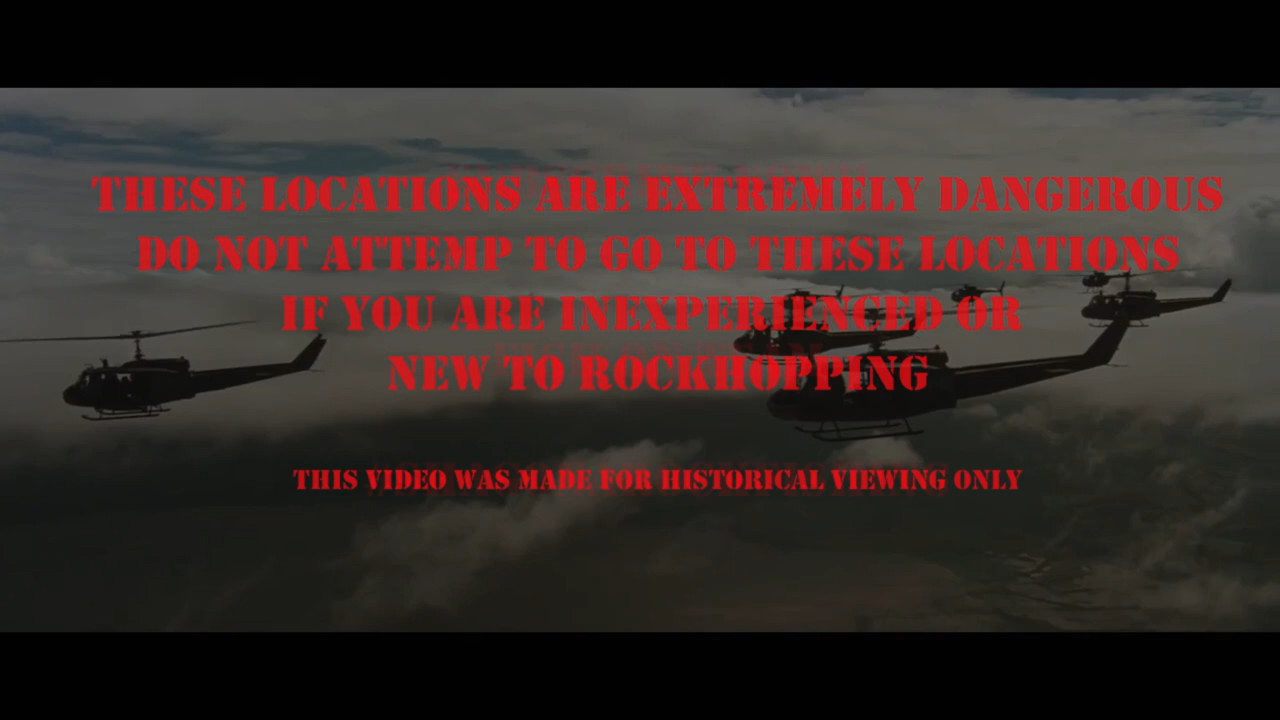 THESE LOCATIONS ARE EXTREMELY DANGEROUS
DO NOT ATTEMP TO GO TO THESE LOCATIONS
IF YOU ARE INEXPERIENCED OR
NEW TO ROCKHOPPING
THIS VIDEO WAS MADE FOR HISTORICAL VIEWING ONLY